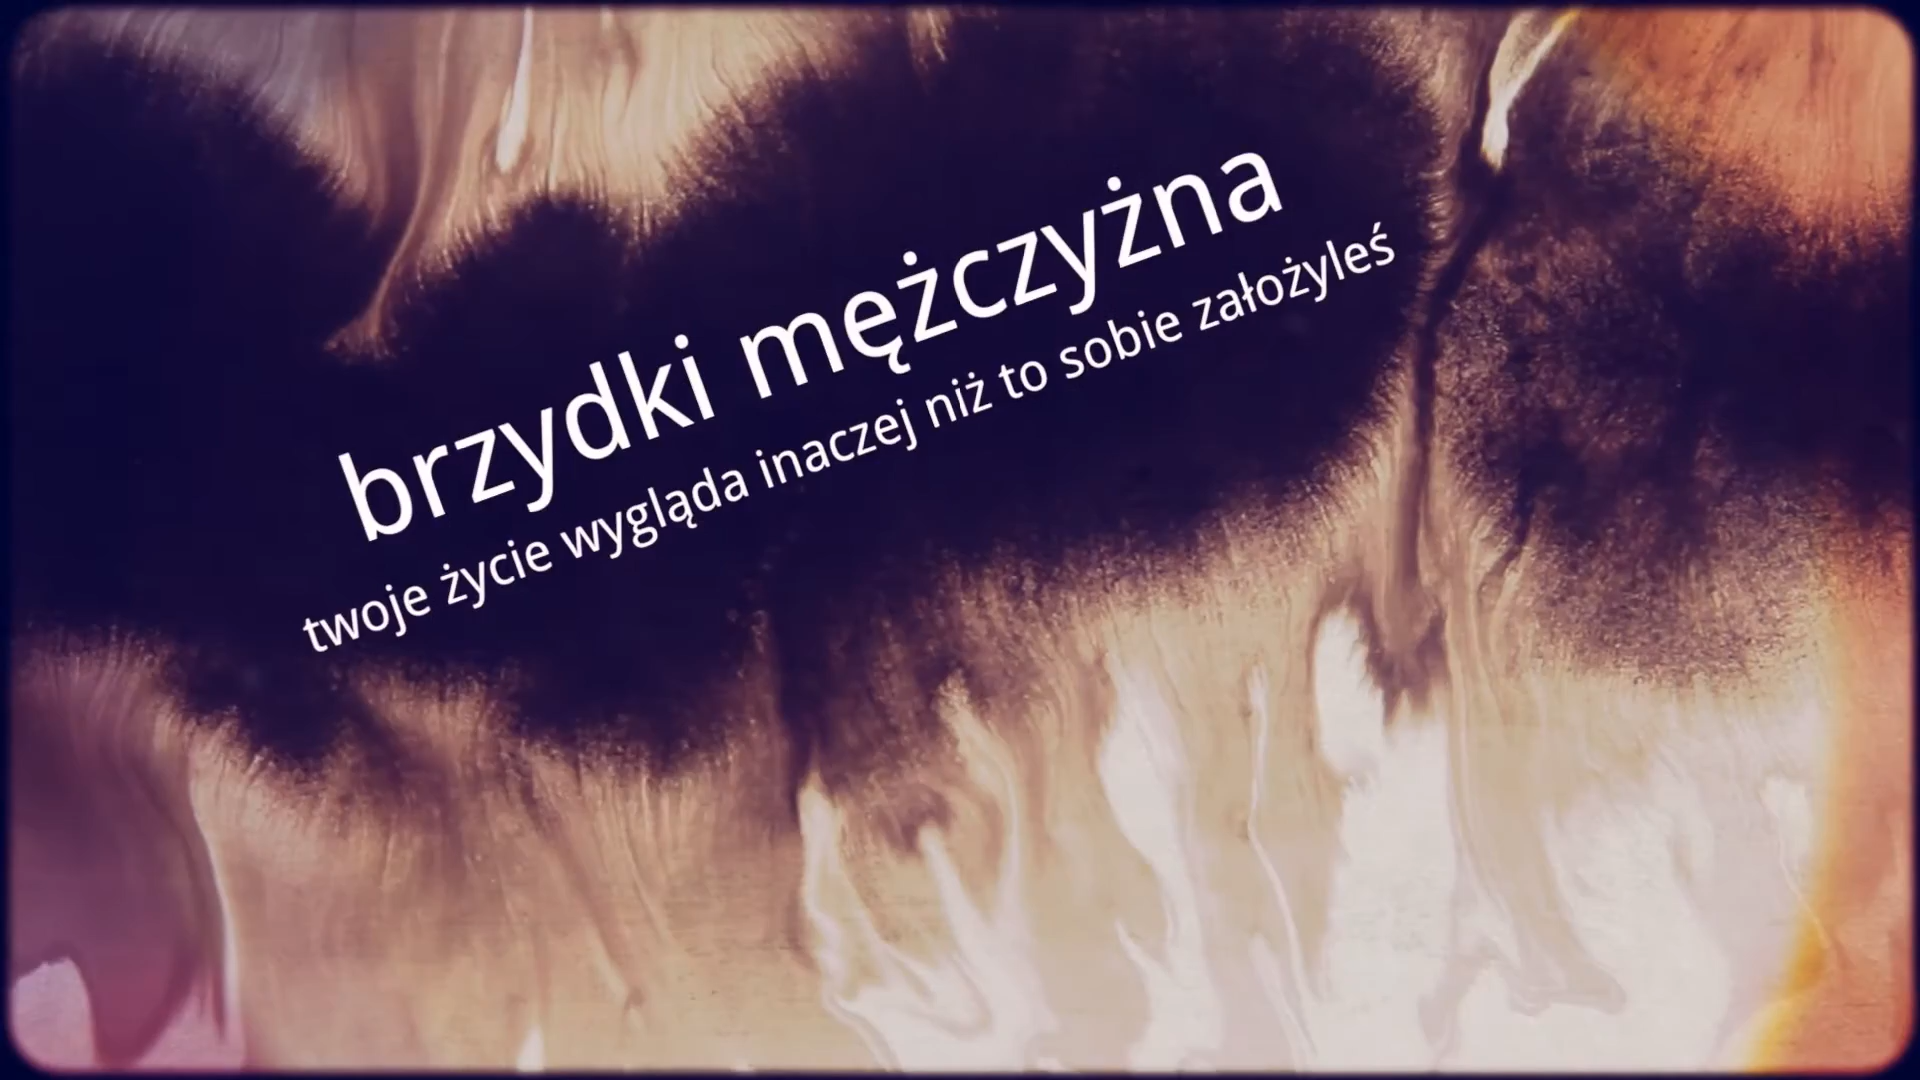 brzydki mężczyżna
twoje życie wygląda inaczej niż to sobie założyleś